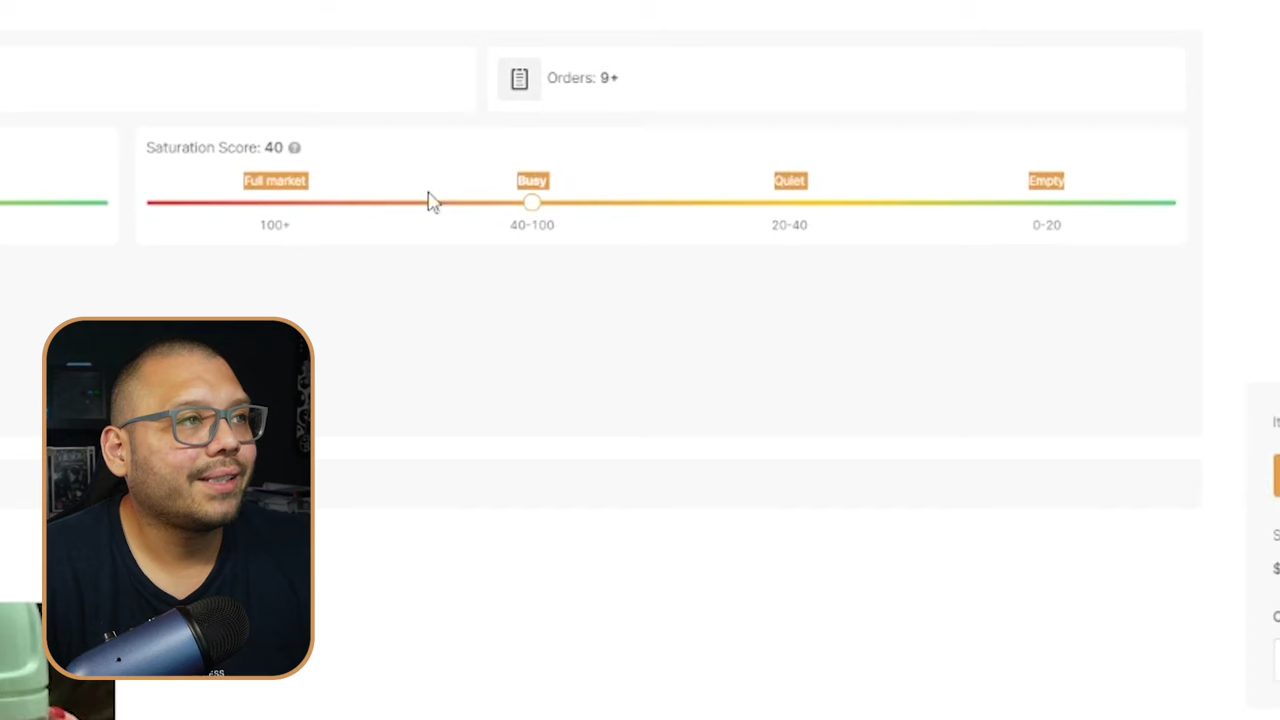 Orders: 9+
Saturation Score: 40
Full market Busy Quiet Empty
100+ 40-100 20-40 0-20
$